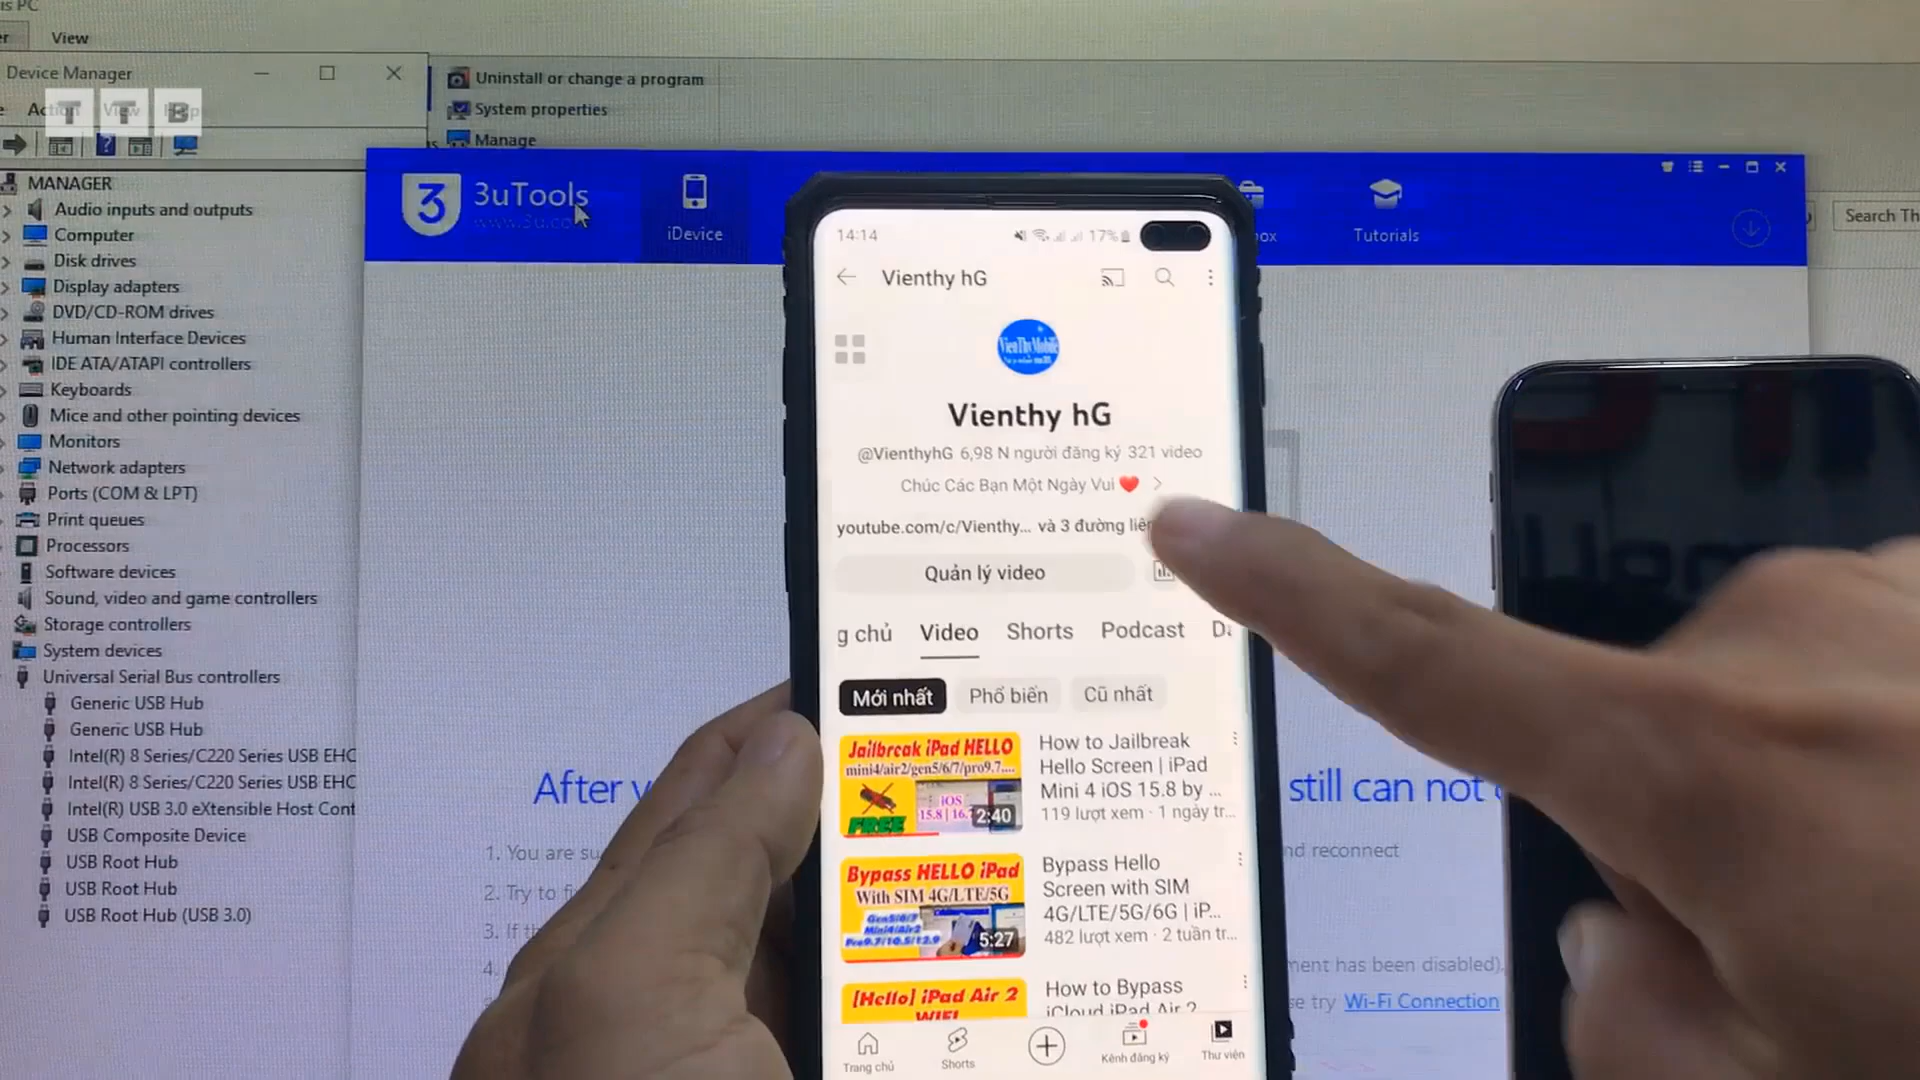 is PC
View
Device Manager
Action View Help
T T B
Uninstall or change a program
System properties
Manage
MANAGER
Audio inputs and outputs
Computer
Disk drives
Display adapters
DVD/CD-ROM drives
Human Interface Devices
IDE ATA/ATAPI controllers
Keyboards
Mice and other pointing devices
Monitors
Network adapters
Ports (COM & LPT)
Print queues
Processors
Software devices
Sound, video and game controllers
Storage controllers
System devices
Universal Serial Bus controllers
Generic USB Hub
Generic USB Hub
Intel(R) 8 Series/C220 Series USB EHC
Intel(R) 8 Series/C220 Series USB EHC
Intel(R) USB 3.0 eXtensible Host Cont
USB Composite Device
USB Root Hub
USB Root Hub
USB Root Hub (USB 3.0)
3 3uTools
www.3u.co
iDevice
ox
Tutorials
Search Th
After y
still can not
1. You are su
nd reconnect
2. Try to fi
3. If th
4.
ment has been disabled),
se try Wi-Fi Connection
14:14
17%
Vienthy hG
VienThyMobile
Vienthy hG
@VienthyhG 6,98 N người đăng ký 321 video
Chúc Các Bạn Một Ngày Vui ❤️ >
youtube.com/c/Vienthy... và 3 đường liên
Quản lý video
g chủ Video Shorts Podcast Da
Mới nhất Phổ biến Cũ nhất
Jailbreak iPad HELLO
mini4/air2/gen5/6/7/pro9.7....
iOS
15.8 | 16.
FREE
2:40
How to Jailbreak
Hello Screen | iPad
Mini 4 iOS 15.8 by ...
119 lượt xem · 1 ngày tr...
Bypass HELLO iPad
With SIM 4G/LTE/5G
Gen5/6/7
Mini4/Air2
Pro9.7/10.5/12.9
5:27
Bypass Hello
Screen with SIM
4G/LTE/5G/6G | iP...
482 lượt xem · 2 tuần tr...
[Hello] iPad Air 2
WIFI
How to Bypass
iCloud iPad Air 2
Trang chủ
Shorts
Kênh đăng ký
Thư viện